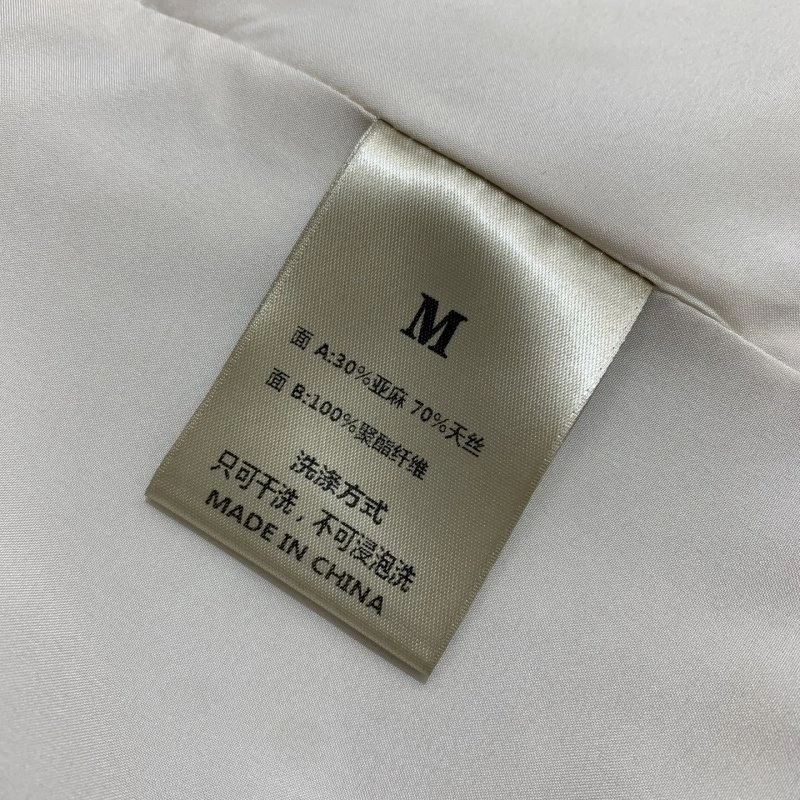 M
面 A:30%亚麻 70%天丝
面 B:100%聚酯纤维
洗涤方式
只可干洗，不可浸泡洗
MADE IN CHINA